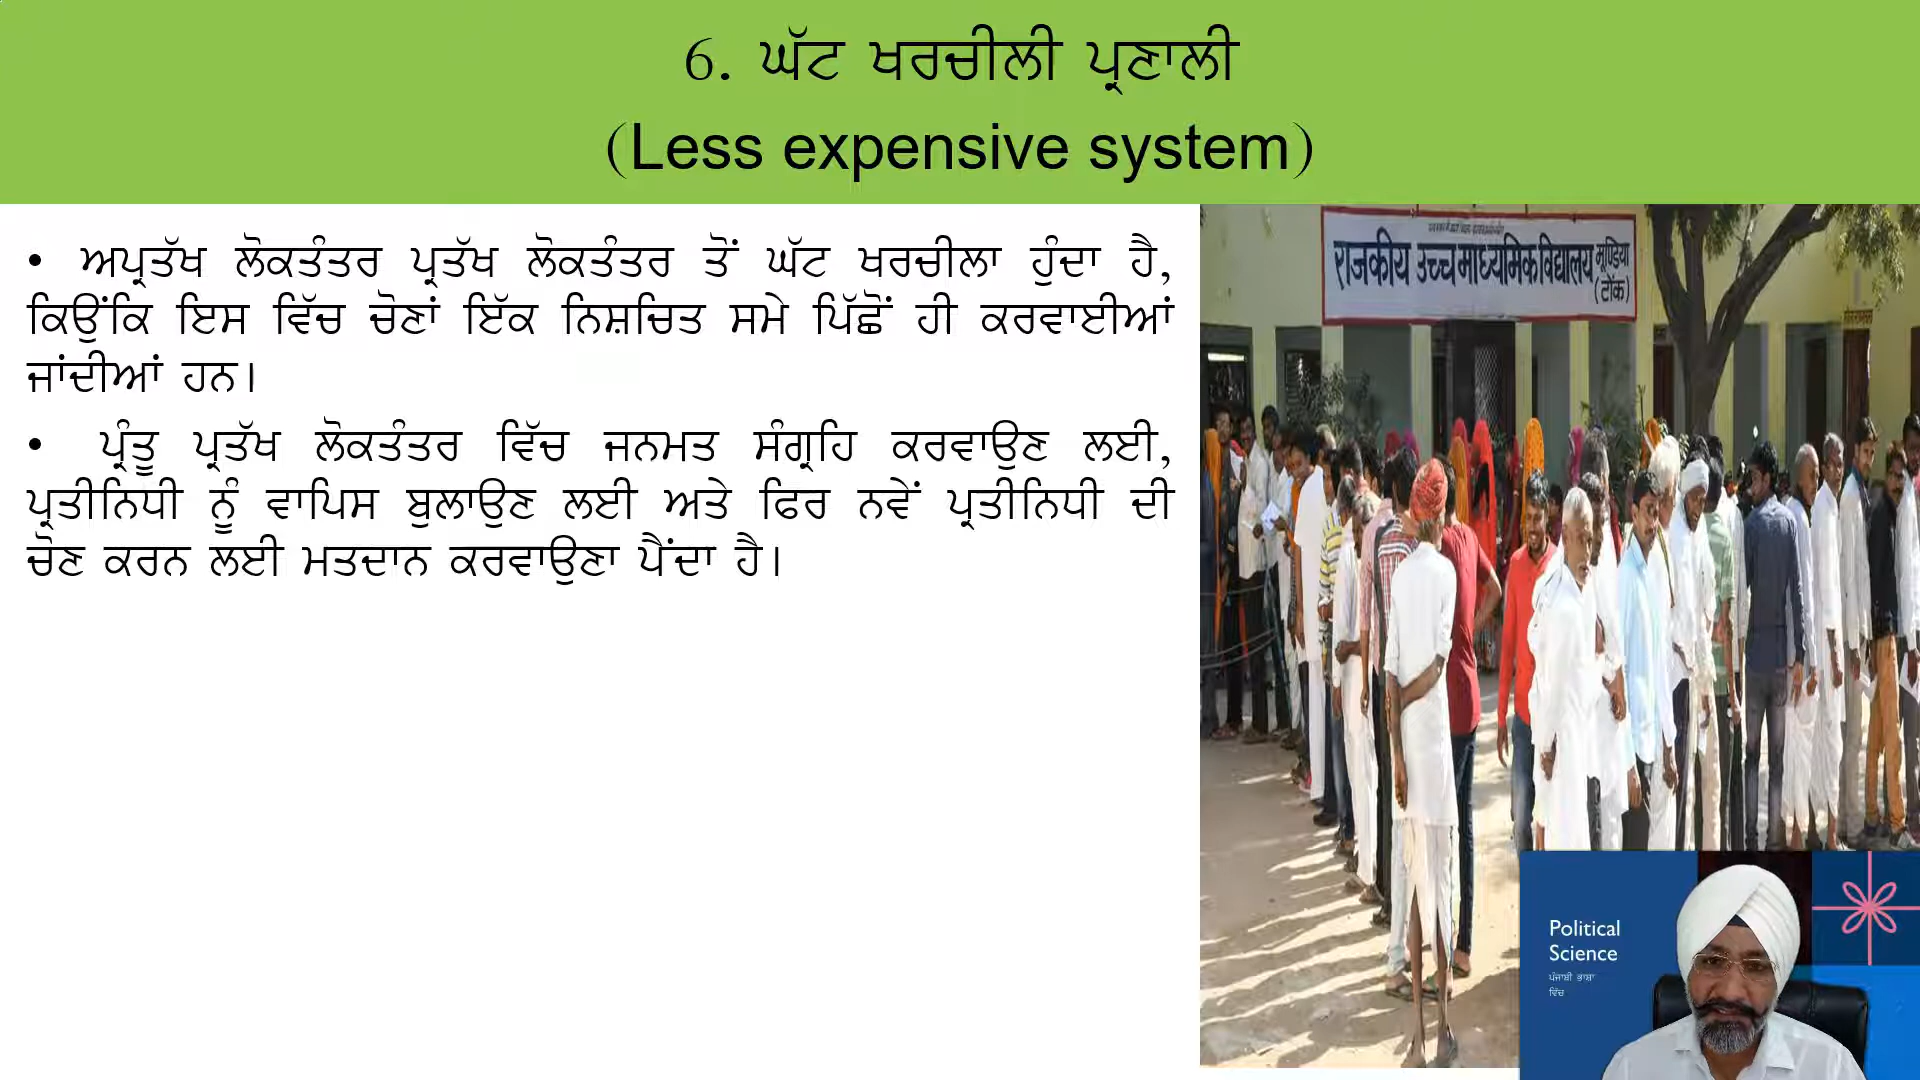 6. ਘੱਟ ਖਰਚੀਲੀ ਪ੍ਰਣਾਲੀ
(Less expensive system)
• ਅਪ੍ਰਤੱਖ ਲੋਕਤੰਤਰ ਪ੍ਰਤੱਖ ਲੋਕਤੰਤਰ ਤੋਂ ਘੱਟ ਖਰਚੀਲਾ ਹੁੰਦਾ ਹੈ,
ਕਿਉਂਕਿ ਇਸ ਵਿੱਚ ਚੋਣਾਂ ਇੱਕ ਨਿਸ਼ਚਿਤ ਸਮੇ ਪਿੱਛੋਂ ਹੀ ਕਰਵਾਈਆਂ
ਜਾਂਦੀਆਂ ਹਨ।
• ਪ੍ਰੰਤੂ ਪ੍ਰਤੱਖ ਲੋਕਤੰਤਰ ਵਿੱਚ ਜਨਮਤ ਸੰਗ੍ਰਹਿ ਕਰਵਾਉਣ ਲਈ,
ਪ੍ਰਤੀਨਿਧੀ ਨੂੰ ਵਾਪਿਸ ਬੁਲਾਉਣ ਲਈ ਅਤੇ ਫਿਰ ਨਵੇਂ ਪ੍ਰਤੀਨਿਧੀ ਦੀ
ਚੋਣ ਕਰਨ ਲਈ ਮਤਦਾਨ ਕਰਵਾਉਣਾ ਪੈਂਦਾ ਹੈ।
राजकीय उच्च माध्यमिक विद्यालय मूण्डिया
(टोंक)
Political
Science
ਪੰਜਾਬੀ ਭਾਸ਼ਾ
ਵਿੱਚ